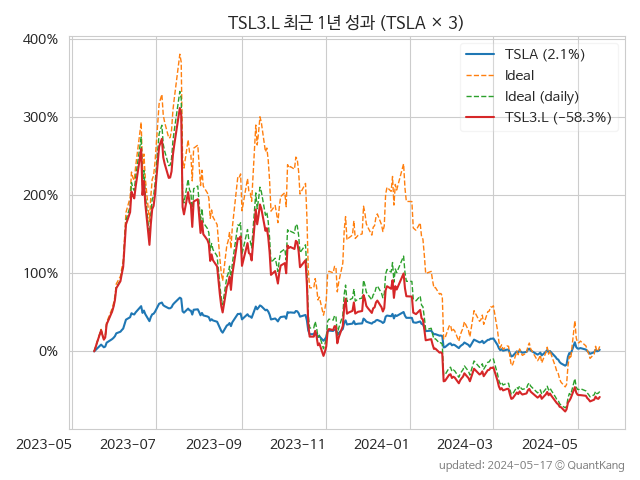 TSL3.L 최근 1년 성과 (TSLA × 3)
400%
300%
200%
100%
0%
TSLA (2.1%)
Ideal
Ideal (daily)
TSL3.L (−58.3%)
2023-05
2023-07
2023-09
2023-11
2024-01
2024-03
2024-05
updated: 2024-05-17 © QuantKang